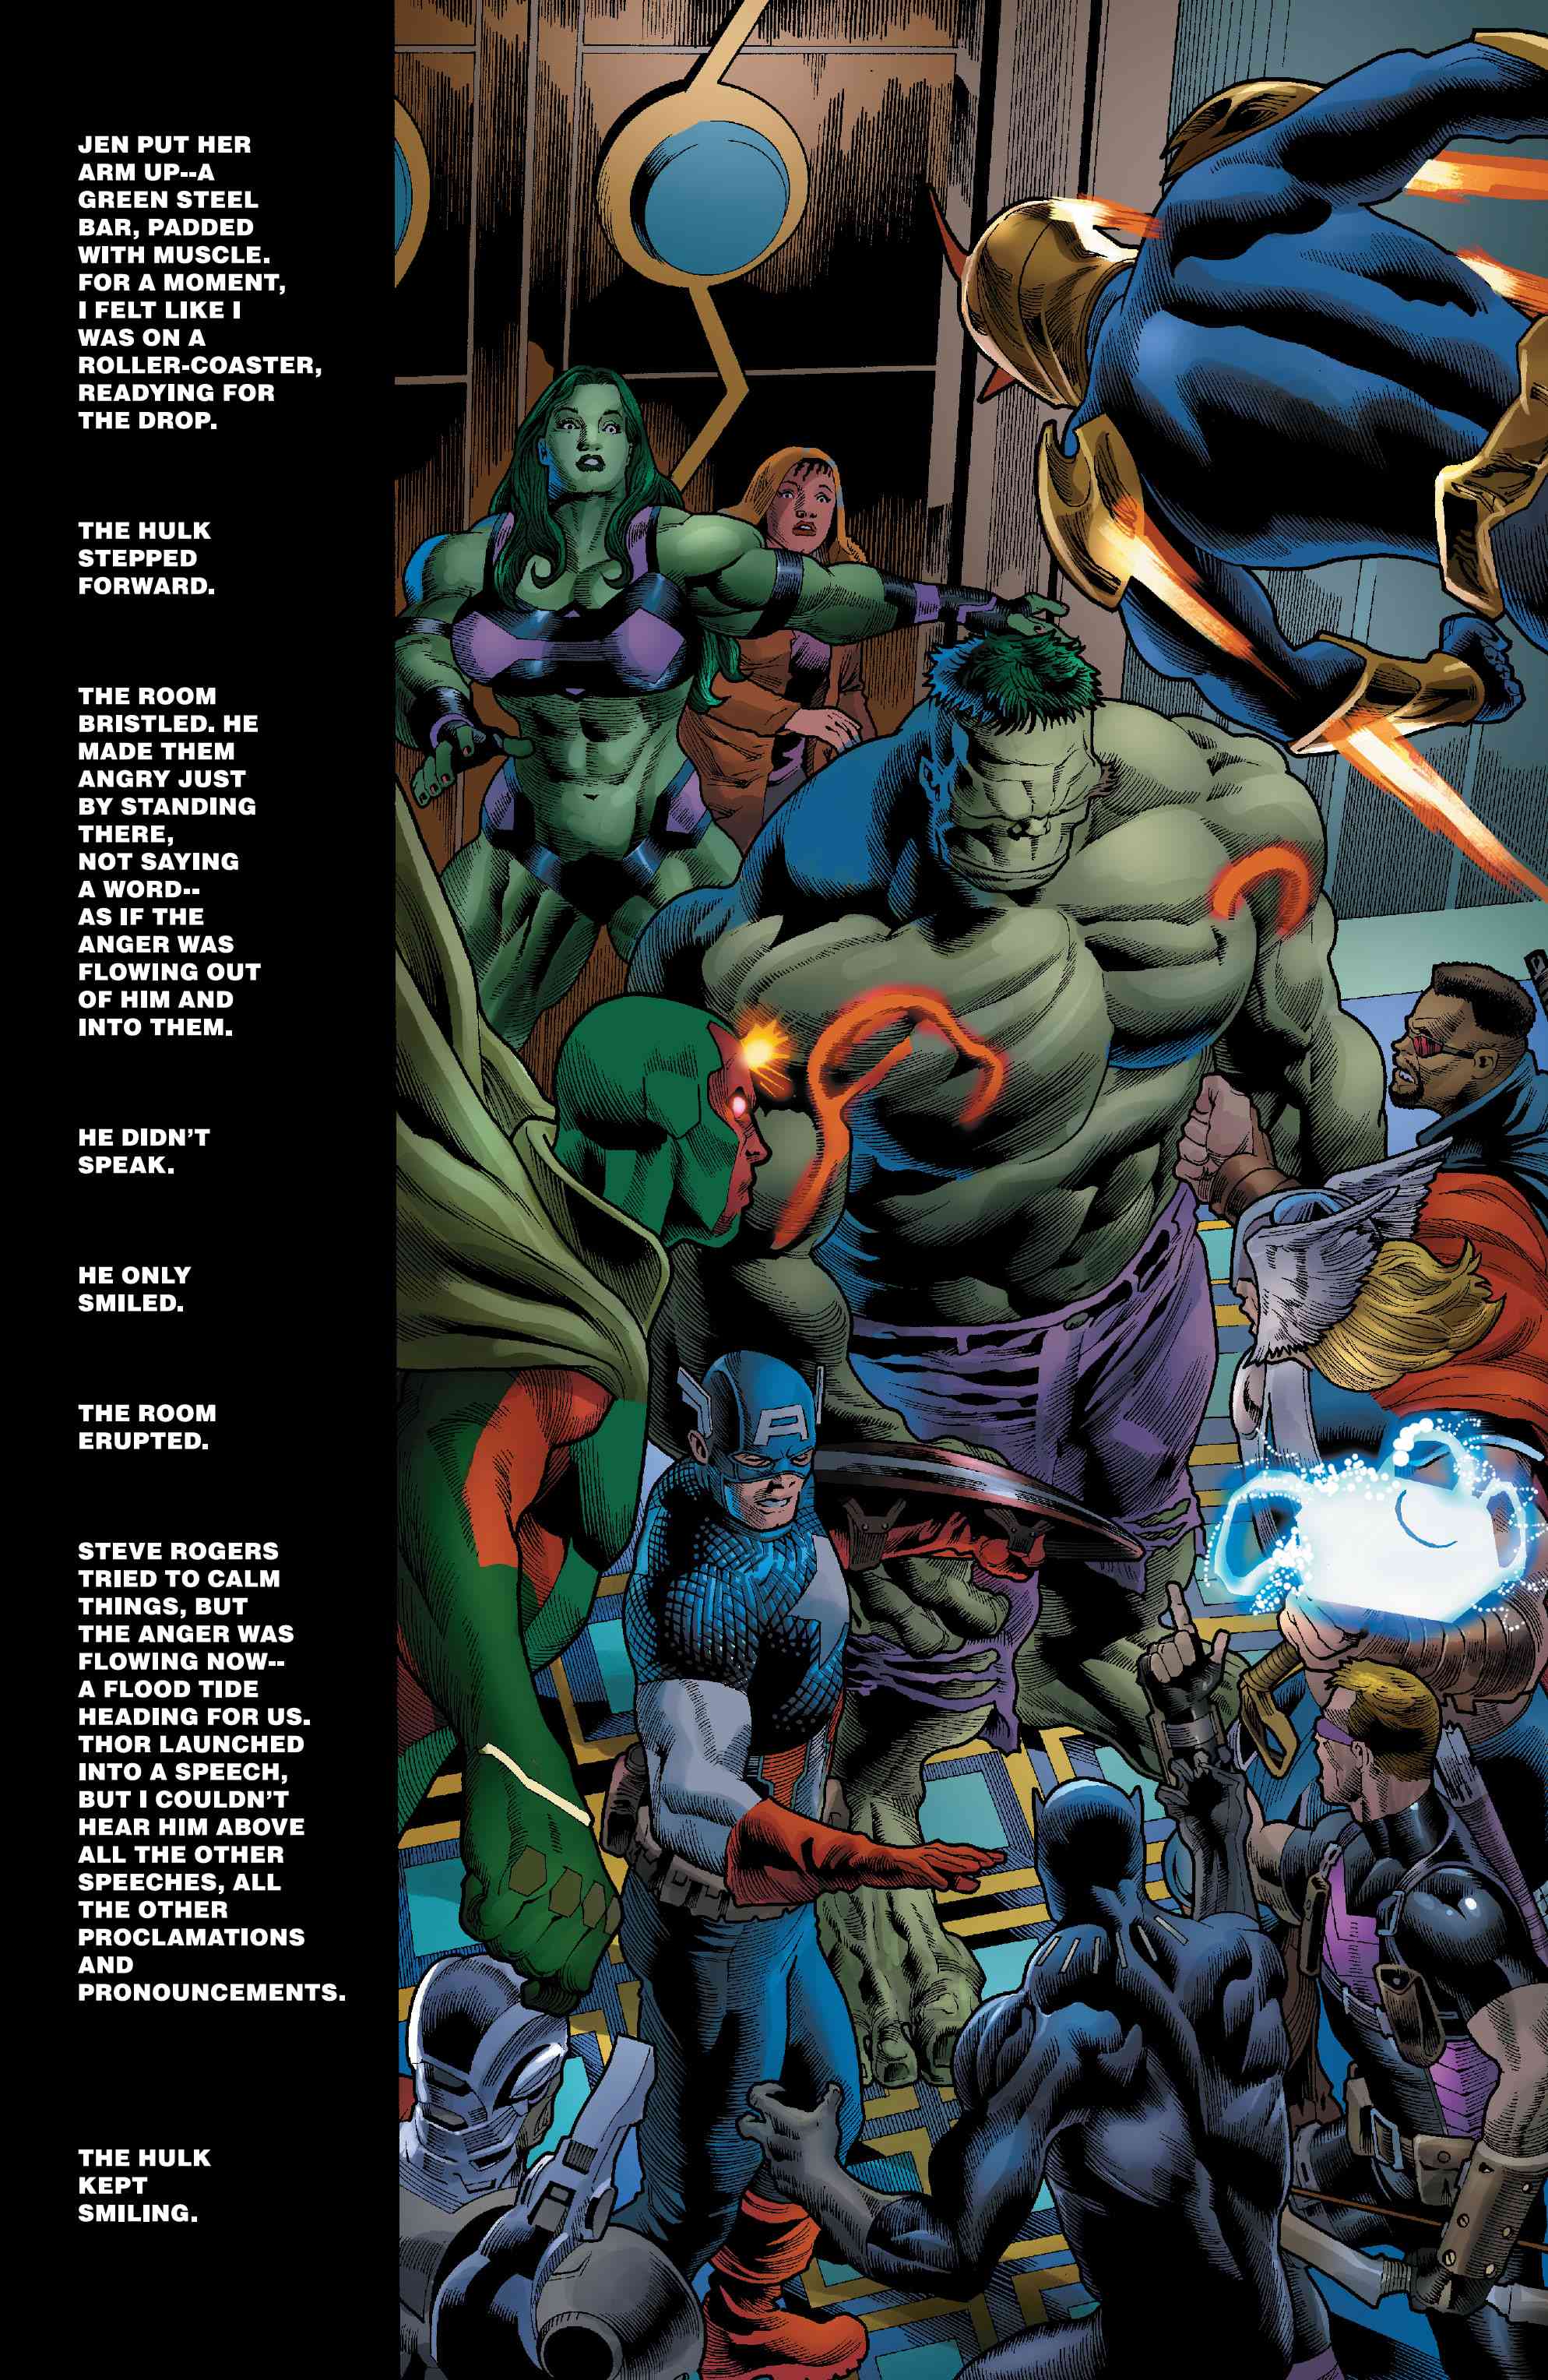 JEN PUT HER
ARM UP--A
GREEN STEEL
BAR, PADDED
WITH MUSCLE.
FOR A MOMENT,
I FELT LIKE I
WAS ON A
ROLLER-COASTER,
READYING FOR
THE DROP.
THE HULK
STEPPED
FORWARD.
THE ROOM
BRISTLED. HE
MADE THEM
ANGRY JUST
BY STANDING
THERE,
NOT SAYING
A WORD--
AS IF THE
ANGER WAS
FLOWING OUT
OF HIM AND
INTO THEM.
HE DIDN'T
SPEAK.
HE ONLY
SMILED.
THE ROOM
ERUPTED.
STEVE ROGERS
TRIED TO CALM
THINGS, BUT
THE ANGER WAS
FLOWING NOW--
A FLOOD TIDE
HEADING FOR US.
THOR LAUNCHED
INTO A SPEECH,
BUT I COULDN'T
HEAR HIM ABOVE
ALL THE OTHER
SPEECHES, ALL
THE OTHER
PROCLAMATIONS
AND
PRONOUNCEMENTS.
THE HULK
KEPT
SMILING.
A